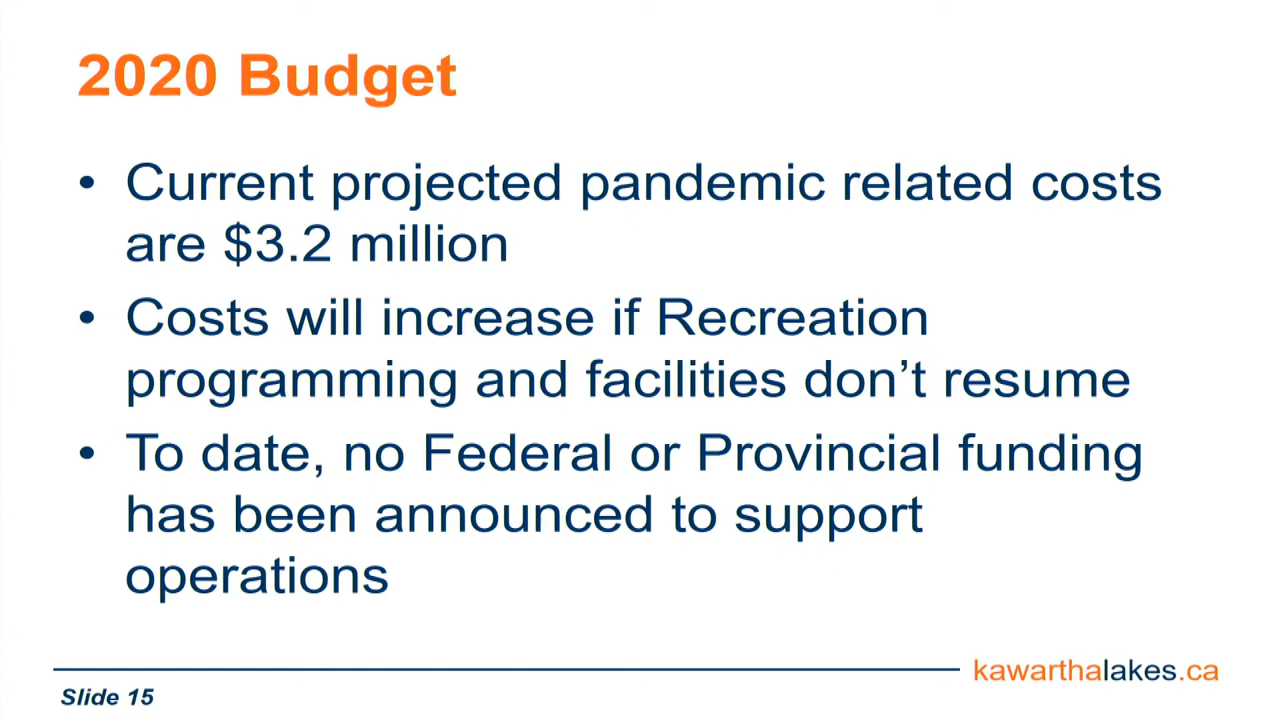 2020 Budget
• Current projected pandemic related costs
are $3.2 million
• Costs will increase if Recreation
programming and facilities don’t resume
• To date, no Federal or Provincial funding
has been announced to support
operations
kawarthalakes.ca
Slide 15